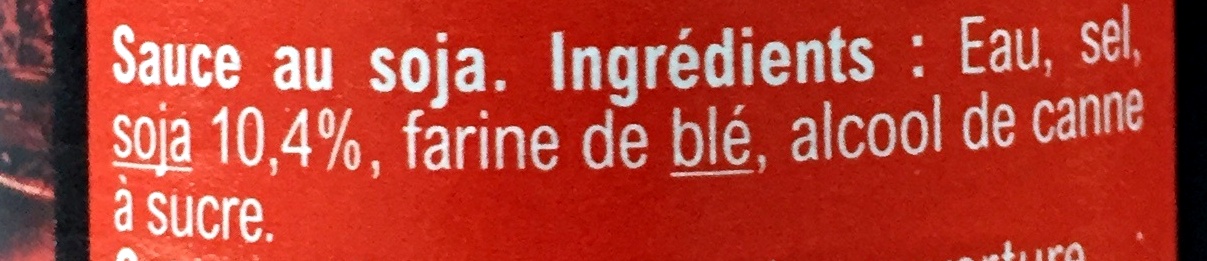 Sauce au soja. Ingrédients : Eau, sel,
soja 10,4%, farine de blé, alcool de canne
à sucre.